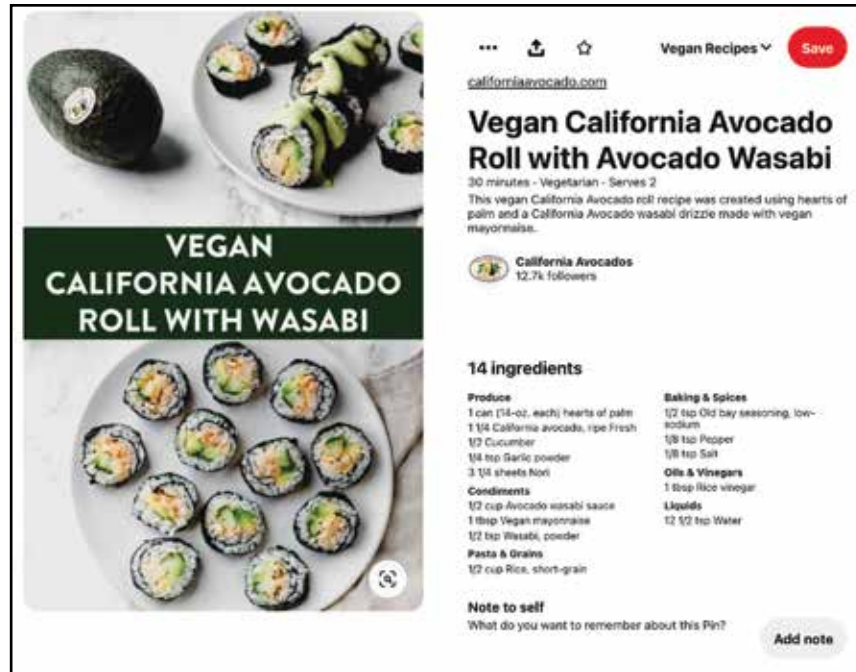 VEGAN
CALIFORNIA AVOCADO
ROLL WITH WASABI
Vegan Recipes
Save
californiaavocado.com
Vegan California Avocado
Roll with Avocado Wasabi
30 minutes - Vegetarian - Serves 2
This vegan California Avocado roll recipe was created using hearts of
palm and a California Avocado wasabi drizzle made with vegan
mayonnaise.
California Avocados
12.7k followers
14 ingredients
Produce
1 can (14-oz. each) hearts of palm
1 1/4 California avocado, ripe Fresh
1/2 Cucumber
1/4 tsp Garlic powder
3 1/4 sheets Nori
Condiments
1/2 cup Avocado wasabi sauce
1 tbsp Vegan mayonnaise
1/2 tsp Wasabi, powder
Pasta & Grains
1/2 cup Rice, short-grain
Baking & Spices
1/2 tsp Old bay seasoning, low-
sodium
1/8 tsp Pepper
1/8 tsp Salt
Oils & Vinegars
1 tbsp Rice vinegar
Liquids
12 1/2 tsp Water
Note to self
What do you want to remember about this Pin?
Add note